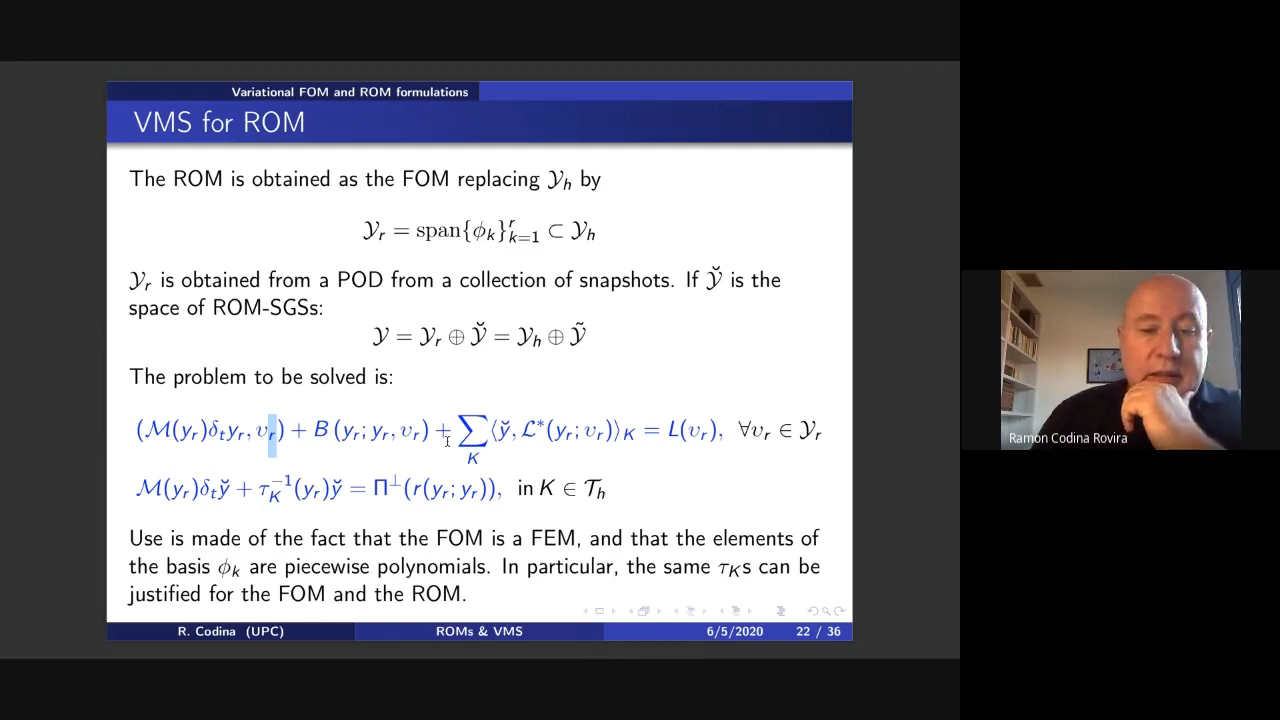 Variational FOM and ROM formulations
VMS for ROM
The ROM is obtained as the FOM replacing 𝒴_h by
𝒴_r = span{ϕ_k}^r_{k=1} ⊂ 𝒴_h
𝒴_r is obtained from a POD from a collection of snapshots. If 𝒴̆ is the
space of ROM-SGSs:
𝒴 = 𝒴_r ⊕ 𝒴̆ = 𝒴_h ⊕ 𝒴̃
The problem to be solved is:
(ℳ(y_r)δ_t y_r, υ_r) + B (y_r; y_r, υ_r) + ∑_K ⟨y̆, ℒ*(y_r; υ_r)⟩_K = L(υ_r), ∀υ_r ∈ 𝒴_r
ℳ(y_r)δ_t y̆ + τ_K^{-1}(y_r)y̆ = Π^⊥(r(y_r; y_r)), in K ∈ 𝒯_h
Use is made of the fact that the FOM is a FEM, and that the elements of
the basis ϕ_k are piecewise polynomials. In particular, the same τ_Ks can be
justified for the FOM and the ROM.
R. Codina (UPC) ROMs & VMS 6/5/2020 22 / 36
Ramon Codina Rovira